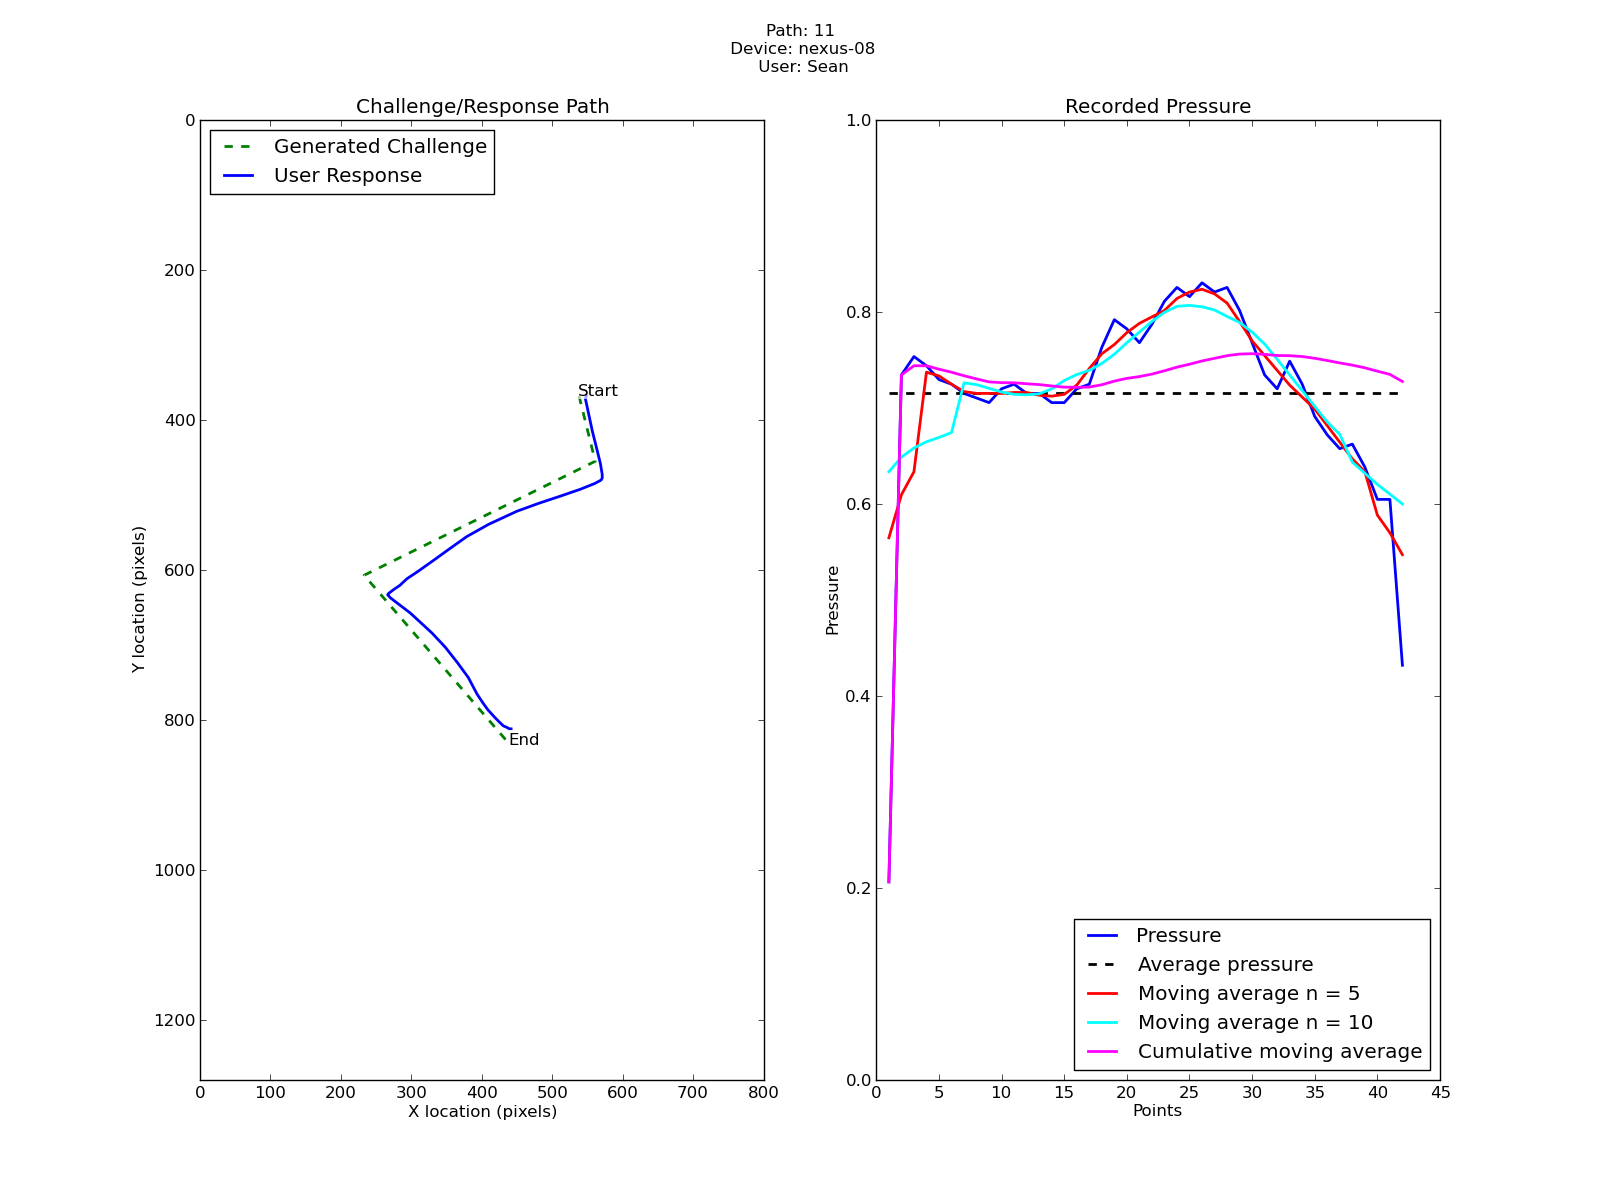 Path: 11
Device: nexus-08
User: Sean
Challenge/Response Path
Generated Challenge
User Response
0
200
400
600
800
1000
1200
Y location (pixels)
Start
End
0 100 200 300 400 500 600 700 800
X location (pixels)
Recorded Pressure
1.0
0.8
0.6
0.4
0.2
0.0
Pressure
Pressure
Average pressure
Moving average n = 5
Moving average n = 10
Cumulative moving average
0 5 10 15 20 25 30 35 40 45
Points